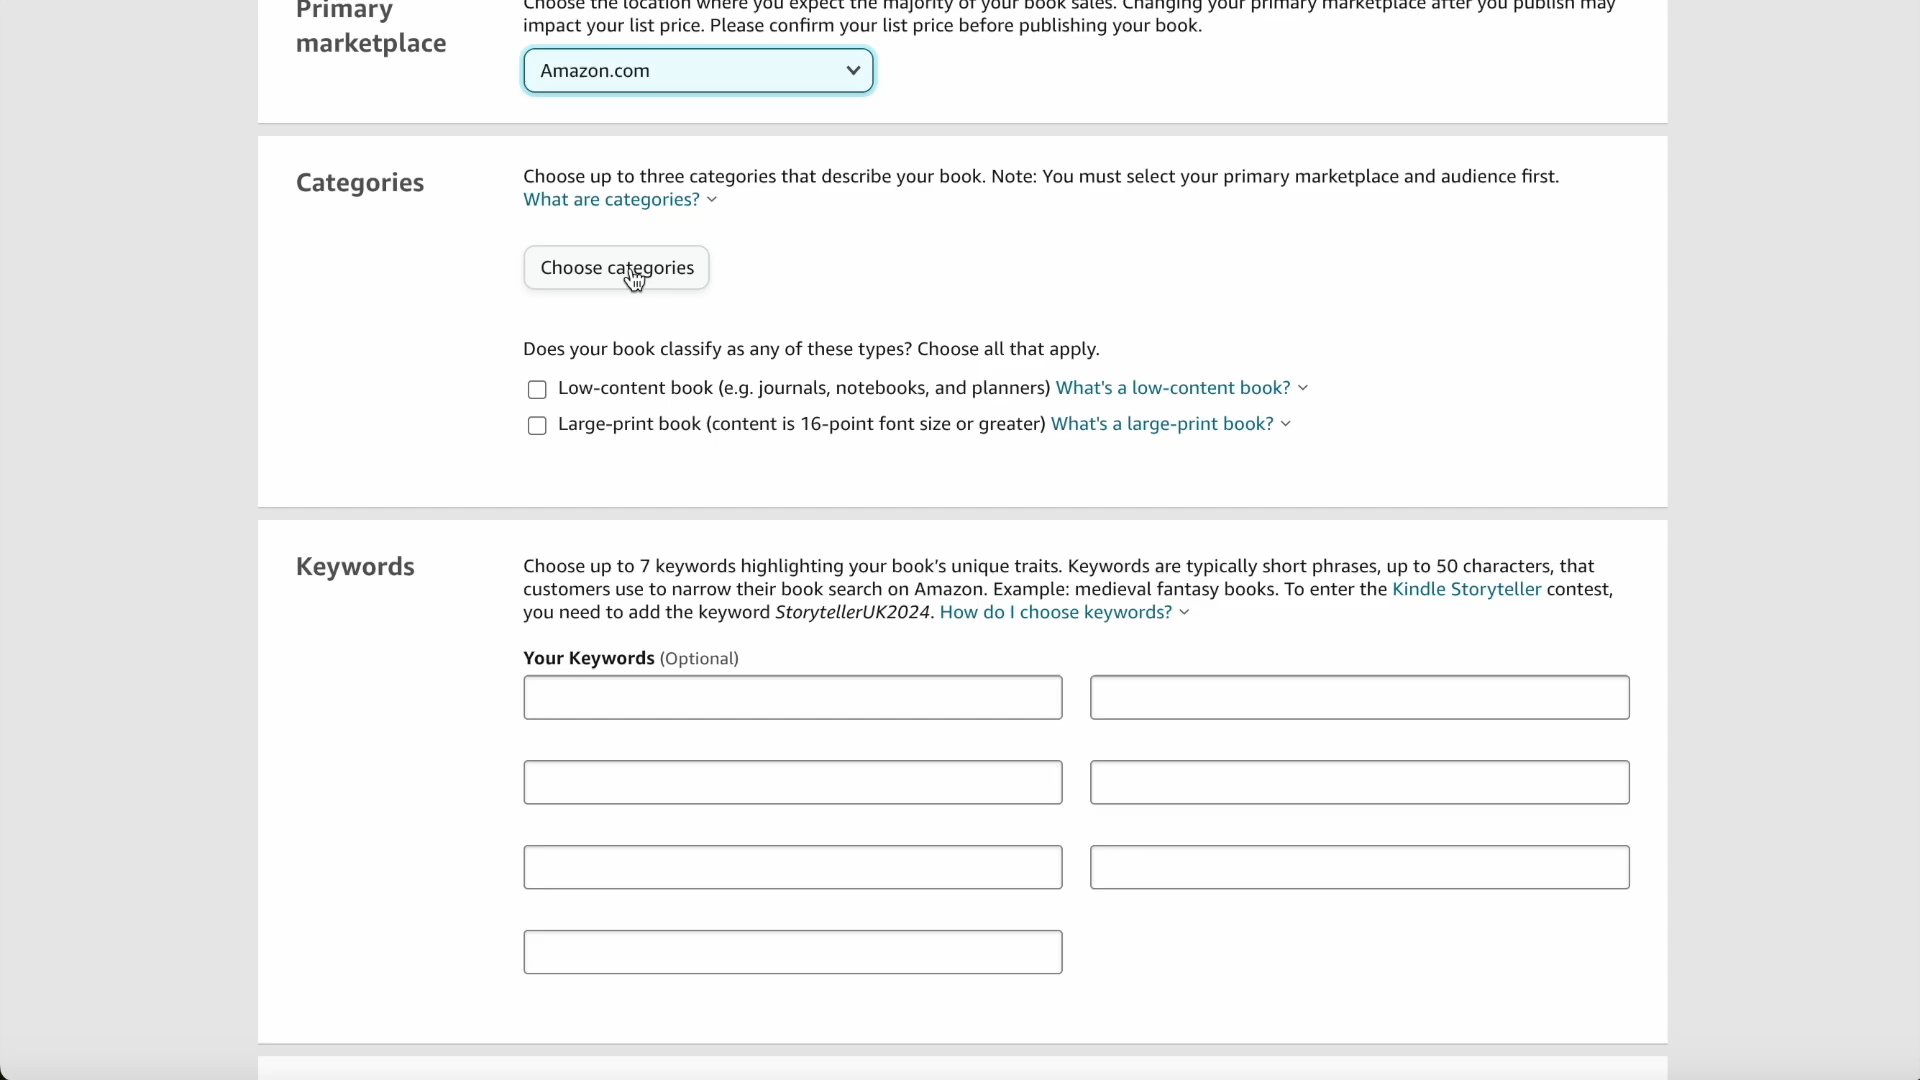 Primary
marketplace
Choose the location where you expect the majority of your book sales. Changing your primary marketplace after you publish may
impact your list price. Please confirm your list price before publishing your book.
Amazon.com
Categories
Choose up to three categories that describe your book. Note: You must select your primary marketplace and audience first.
What are categories?
Choose categories
Does your book classify as any of these types? Choose all that apply.
Low-content book (e.g. journals, notebooks, and planners) What's a low-content book?
Large-print book (content is 16-point font size or greater) What's a large-print book?
Keywords
Choose up to 7 keywords highlighting your book’s unique traits. Keywords are typically short phrases, up to 50 characters, that
customers use to narrow their book search on Amazon. Example: medieval fantasy books. To enter the Kindle Storyteller contest,
you need to add the keyword StorytellerUK2024. How do I choose keywords?
Your Keywords (Optional)